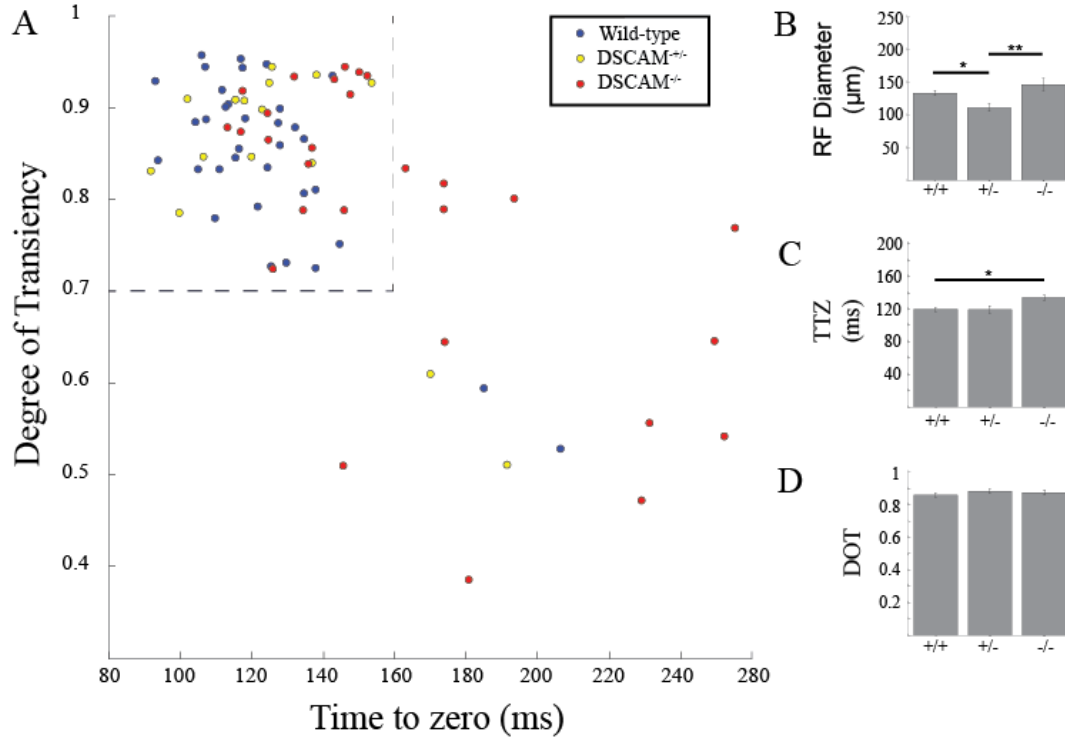 A
1
0.9
0.8
0.7
0.6
0.5
0.4
Degree of Transiency
80 100 120 140 160 180 200 220 240 260 280
Time to zero (ms)
Wild-type
DSCAM+/-
DSCAM-/-
B
250
200
150
100
50
RF Diameter
(µm)
*
**
+/+ +/- -/-
C
200
160
120
80
40
TTZ
(ms)
*
+/+ +/- -/-
D
1
0.8
0.6
0.4
0.2
DOT
+/+ +/- -/-